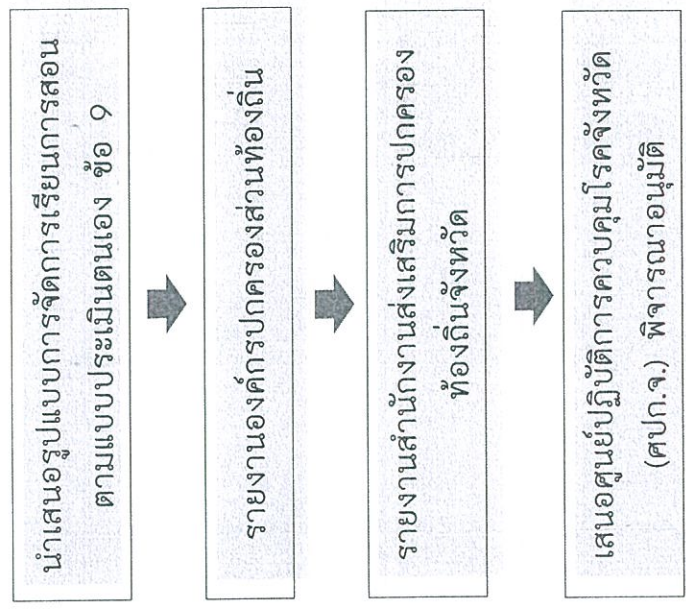 นำเสนอรูปแบบการจัดการเรียนการสอน
ตามแบบประเมินตนเอง ข้อ ๑
รายงานองค์กรปกครองส่วนท้องถิ่น
รายงานสำนักงานส่งเสริมการปกครอง
ท้องถิ่นจังหวัด
เสนอศูนย์ปฏิบัติการควบคุมโรคจังหวัด
(ศปก.จ.) พิจารณาอนุมัติ